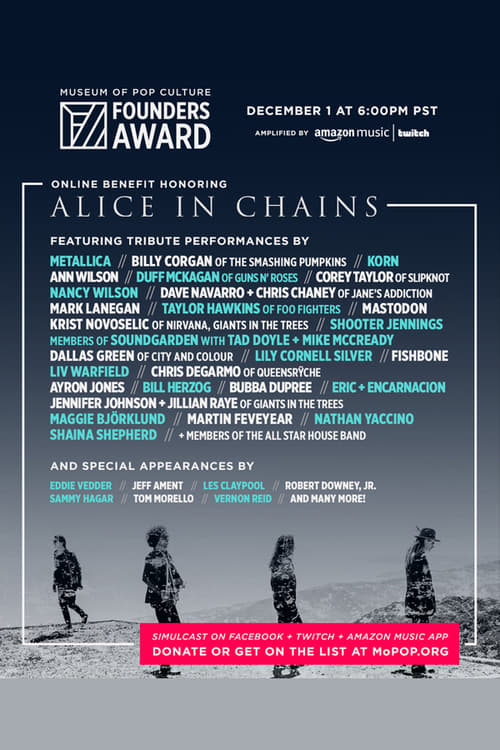 MUSEUM OF POP CULTURE
FOUNDERS
AWARD
DECEMBER 1 AT 6:00PM PST
AMPLIFIED BY amazon music | twitch
ONLINE BENEFIT HONORING
ALICE IN CHAINS
FEATURING TRIBUTE PERFORMANCES BY
METALLICA // BILLY CORGAN OF THE SMASHING PUMPKINS // KORN
ANN WILSON // DUFF MCKAGAN OF GUNS N' ROSES // COREY TAYLOR OF SLIPKNOT
NANCY WILSON // DAVE NAVARRO + CHRIS CHANEY OF JANE'S ADDICTION
MARK LANEGAN // TAYLOR HAWKINS OF FOO FIGHTERS // MASTODON
KRIST NOVOSELIC OF NIRVANA, GIANTS IN THE TREES // SHOOTER JENNINGS
MEMBERS OF SOUNDGARDEN WITH TAD DOYLE + MIKE MCCREADY
DALLAS GREEN OF CITY AND COLOUR // LILY CORNELL SILVER // FISHBONE
LIV WARFIELD // CHRIS DEGARMO OF QUEENSRŸCHE
AYRON JONES // BILL HERZOG // BUBBA DUPREE // ERIC + ENCARNACION
JENNIFER JOHNSON + JILLIAN RAYE OF GIANTS IN THE TREES
MAGGIE BJÖRKLUND // MARTIN FEVEYEAR // NATHAN YACCINO
SHAINA SHEPHERD // + MEMBERS OF THE ALL STAR HOUSE BAND
AND SPECIAL APPEARANCES BY
EDDIE VEDDER // JEFF AMENT // LES CLAYPOOL // ROBERT DOWNEY, JR.
SAMMY HAGAR // TOM MORELLO // VERNON REID // AND MANY MORE!
SIMULCAST ON FACEBOOK + TWITCH + AMAZON MUSIC APP
DONATE OR GET ON THE LIST AT MoPOP.ORG